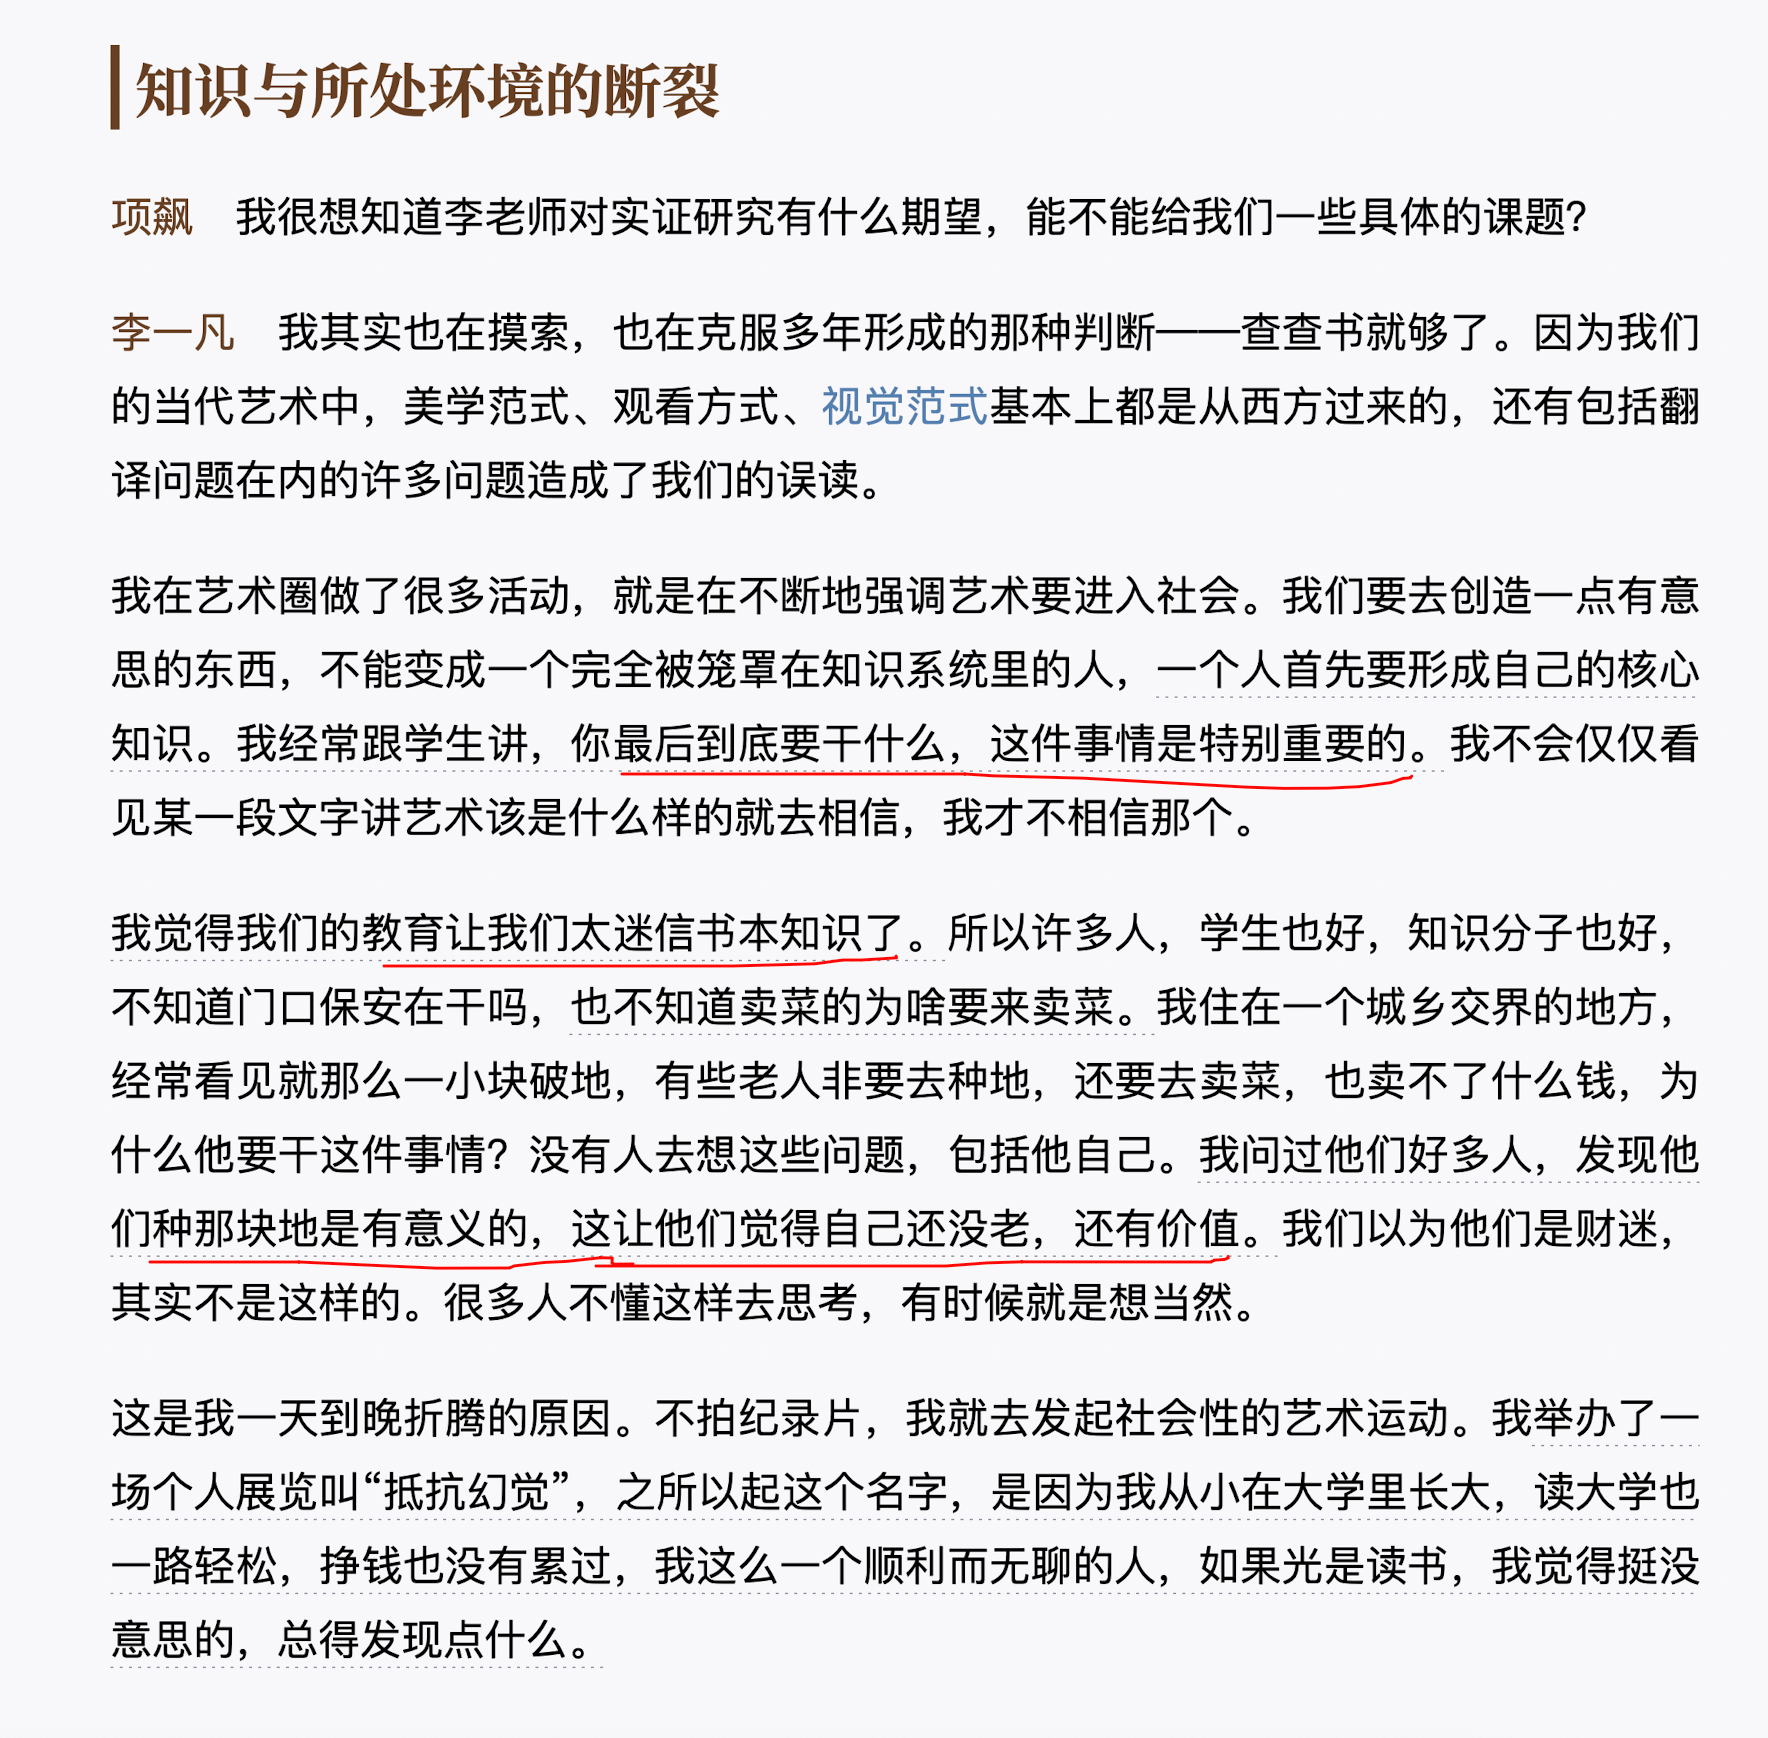 知识与所处环境的断裂
项飙 我很想知道李老师对实证研究有什么期望，能不能给我们一些具体的课题？
李一凡 我其实也在摸索，也在克服多年形成的那种判断——查查书就够了。因为我们
的当代艺术中，美学范式、观看方式、视觉范式基本上都是从西方过来的，还有包括翻
译问题在内的许多问题造成了我们的误读。
我在艺术圈做了很多活动，就是在不断地强调艺术要进入社会。我们要去创造一点有意
思的东西，不能变成一个完全被笼罩在知识系统里的人，一个人首先要形成自己的核心
知识。我经常跟学生讲，你最后到底要干什么，这件事情是特别重要的。我不会仅仅看
见某一段文字讲艺术该是什么样的就去相信，我才不相信那个。
我觉得我们的教育让我们太迷信书本知识了。所以许多人，学生也好，知识分子也好，
不知道门口保安在干吗，也不知道卖菜的为啥要来卖菜。我住在一个城乡交界的地方，
经常看见就那么一小块破地，有些老人非要去种地，还要去卖菜，也卖不了什么钱，为
什么他要干这件事情？没有人去想这些问题，包括他自己。我问过他们好多人，发现他
们种那块地是有意义的，这让他们觉得自己还没老，还有价值。我们以为他们是财迷，
其实不是这样的。很多人不懂这样去思考，有时候就是想当然。
这是我一天到晚折腾的原因。不拍纪录片，我就去发起社会性的艺术运动。我举办了一
场个人展览叫“抵抗幻觉”，之所以起这个名字，是因为我从小在大学里长大，读大学也
一路轻松，挣钱也没有累过，我这么一个顺利而无聊的人，如果光是读书，我觉得挺没
意思的，总得发现点什么。